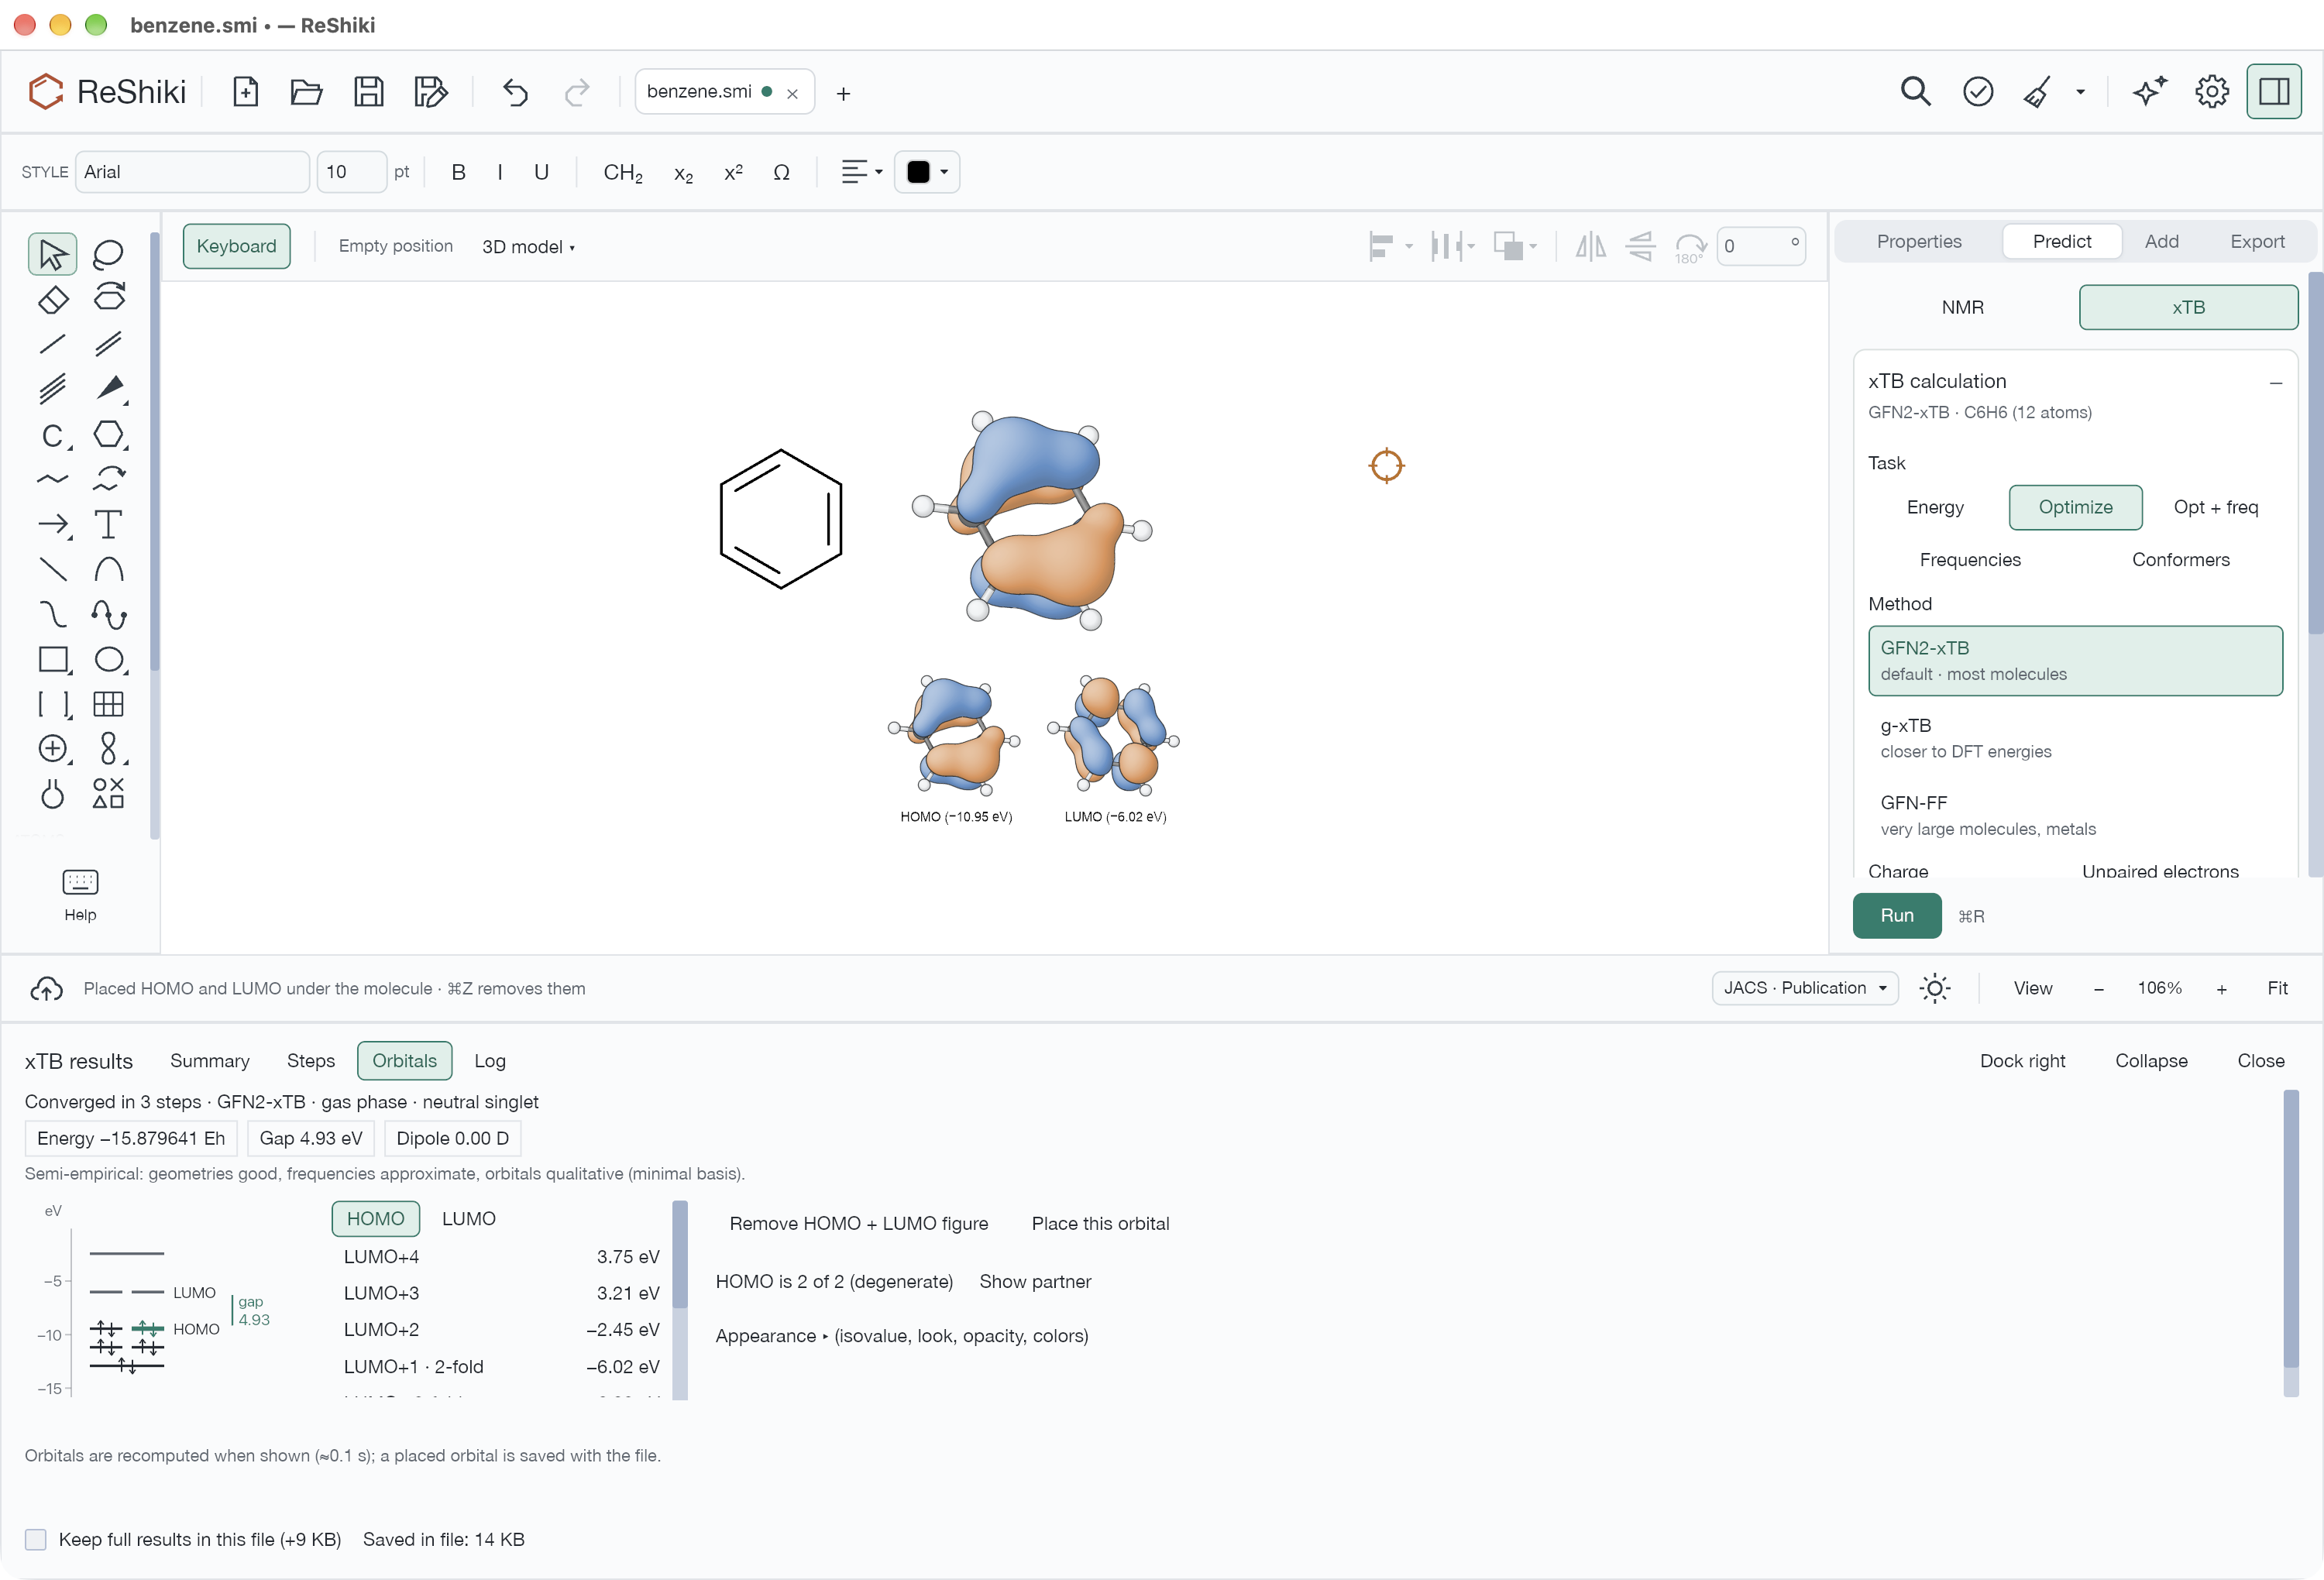 benzene.smi • — ReShiki
ReShiki
benzene.smi
STYLE Arial 10 pt B I U CH₂ x₂ x² Ω
Keyboard Empty position 3D model
180° 0 °
Properties Predict Add Export
NMR xTB
xTB calculation
GFN2-xTB · C6H6 (12 atoms)
Task
Energy Optimize Opt + freq
Frequencies Conformers
Method
GFN2-xTB
default · most molecules
g-xTB
closer to DFT energies
GFN-FF
very large molecules, metals
Charge Unpaired electrons
Run ⌘R
C
T
Help
HOMO (−10.95 eV) LUMO (−6.02 eV)
Placed HOMO and LUMO under the molecule · ⌘Z removes them
JACS · Publication View − 106% + Fit
xTB results Summary Steps Orbitals Log Dock right Collapse Close
Converged in 3 steps · GFN2-xTB · gas phase · neutral singlet
Energy −15.879641 Eh Gap 4.93 eV Dipole 0.00 D
Semi-empirical: geometries good, frequencies approximate, orbitals qualitative (minimal basis).
eV
−5
−10
−15
LUMO
HOMO
gap
4.93
HOMO LUMO
LUMO+4 3.75 eV
LUMO+3 3.21 eV
LUMO+2 −2.45 eV
LUMO+1 · 2-fold −6.02 eV
Remove HOMO + LUMO figure Place this orbital
HOMO is 2 of 2 (degenerate) Show partner
Appearance ‣ (isovalue, look, opacity, colors)
Orbitals are recomputed when shown (≈0.1 s); a placed orbital is saved with the file.
Keep full results in this file (+9 KB) Saved in file: 14 KB